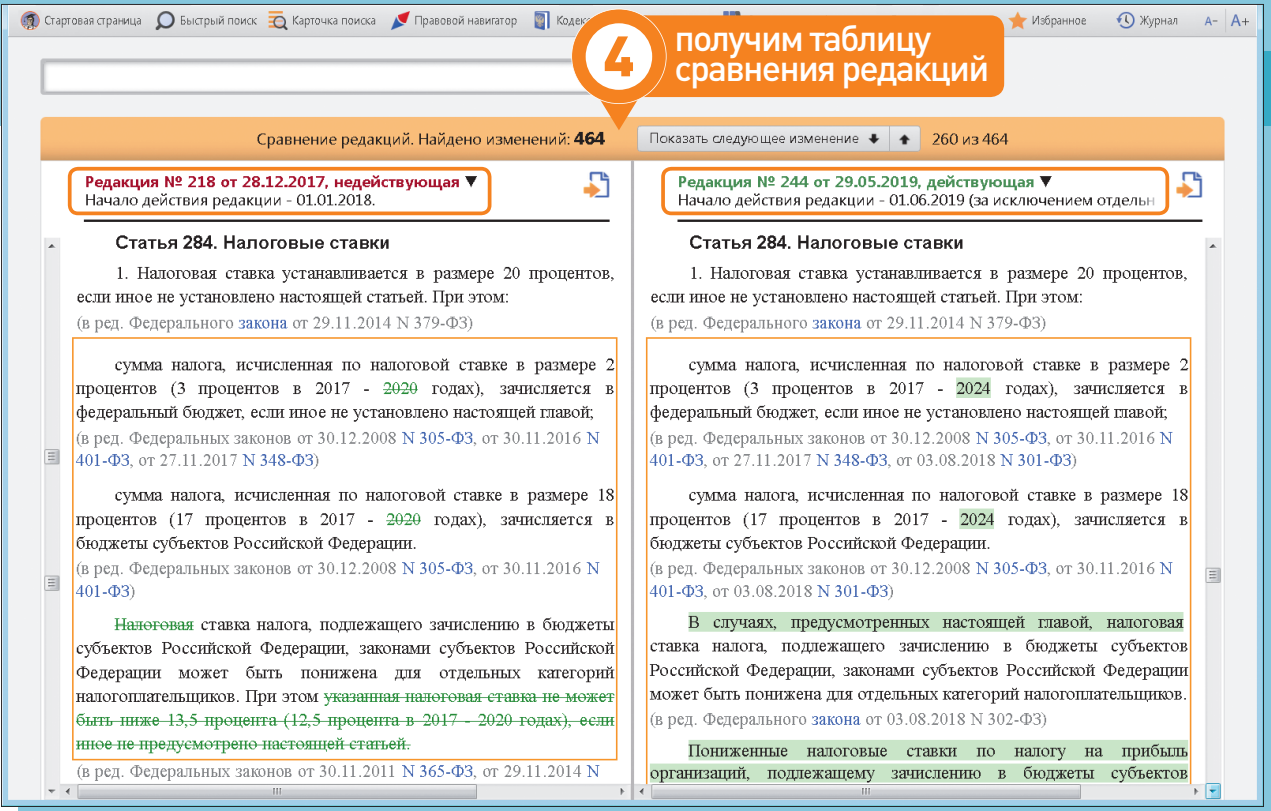 Стартовая страница Быстрый поиск Карточка поиска Правовой навигатор Кодекс Избранное Журнал А- А+
4
получим таблицу
сравнения редакций
Сравнение редакций. Найдено изменений: 464 Показать следующее изменение 260 из 464
Редакция № 218 от 28.12.2017, недействующая ▼
Начало действия редакции - 01.01.2018.
Статья 284. Налоговые ставки
1. Налоговая ставка устанавливается в размере 20 процентов,
если иное не установлено настоящей статьей. При этом:
(в ред. Федерального закона от 29.11.2014 N 379-ФЗ)
сумма налога, исчисленная по налоговой ставке в размере 2
процентов (3 процентов в 2017 - 2020 годах), зачисляется в
федеральный бюджет, если иное не установлено настоящей главой;
(в ред. Федеральных законов от 30.12.2008 N 305-ФЗ, от 30.11.2016 N
401-ФЗ, от 27.11.2017 N 348-ФЗ)
сумма налога, исчисленная по налоговой ставке в размере 18
процентов (17 процентов в 2017 - 2020 годах), зачисляется в
бюджеты субъектов Российской Федерации.
(в ред. Федеральных законов от 30.12.2008 N 305-ФЗ, от 30.11.2016 N
401-ФЗ)
Налоговая ставка налога, подлежащего зачислению в бюджеты
субъектов Российской Федерации, законами субъектов Российской
Федерации может быть понижена для отдельных категорий
налогоплательщиков. При этом указанная налоговая ставка не может
быть ниже 13,5 процента (12,5 процента в 2017 - 2020 годах), если
иное не предусмотрено настоящей статьей.
(в ред. Федеральных законов от 30.11.2011 N 365-ФЗ, от 29.11.2014 N
Редакция № 244 от 29.05.2019, действующая ▼
Начало действия редакции - 01.06.2019 (за исключением отдельн
Статья 284. Налоговые ставки
1. Налоговая ставка устанавливается в размере 20 процентов,
если иное не установлено настоящей статьей. При этом:
(в ред. Федерального закона от 29.11.2014 N 379-ФЗ)
сумма налога, исчисленная по налоговой ставке в размере 2
процентов (3 процентов в 2017 - 2024 годах), зачисляется в
федеральный бюджет, если иное не установлено настоящей главой;
(в ред. Федеральных законов от 30.12.2008 N 305-ФЗ, от 30.11.2016 N
401-ФЗ, от 27.11.2017 N 348-ФЗ, от 03.08.2018 N 301-ФЗ)
сумма налога, исчисленная по налоговой ставке в размере 18
процентов (17 процентов в 2017 - 2024 годах), зачисляется в
бюджеты субъектов Российской Федерации.
(в ред. Федеральных законов от 30.12.2008 N 305-ФЗ, от 30.11.2016 N
401-ФЗ, от 03.08.2018 N 301-ФЗ)
В случаях, предусмотренных настоящей главой, налоговая
ставка налога, подлежащего зачислению в бюджеты субъектов
Российской Федерации, законами субъектов Российской Федерации
может быть понижена для отдельных категорий налогоплательщиков.
(в ред. Федерального закона от 03.08.2018 N 302-ФЗ)
Пониженные налоговые ставки по налогу на прибыль
организаций, подлежащему зачислению в бюджеты субъектов